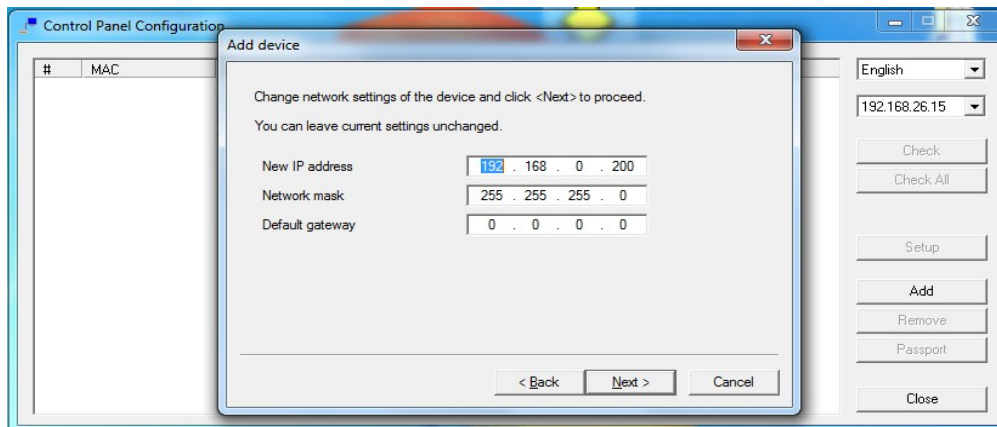 Control Panel Configuration
Add device
# MAC
English
Change network settings of the device and click <Next> to proceed.
192.168.26.15
You can leave current settings unchanged.
Check
New IP address 192 . 168 . 0 . 200
Check All
Network mask 255 . 255 . 255 . 0
Default gateway 0 . 0 . 0 . 0
Setup
Add
Remove
Passport
< Back Next > Cancel
Close